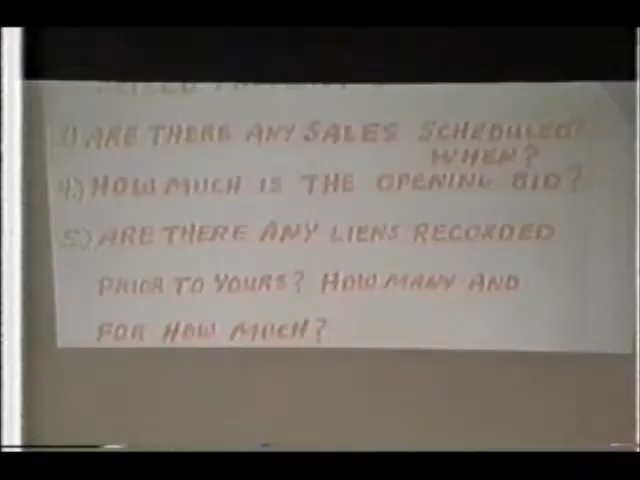 3) ARE THERE ANY SALES SCHEDULED?
WHEN?
4.) HOW MUCH IS THE OPENING BID?
5.) ARE THERE ANY LIENS RECORDED
PRIOR TO YOURS? HOW MANY AND
FOR HOW MUCH?